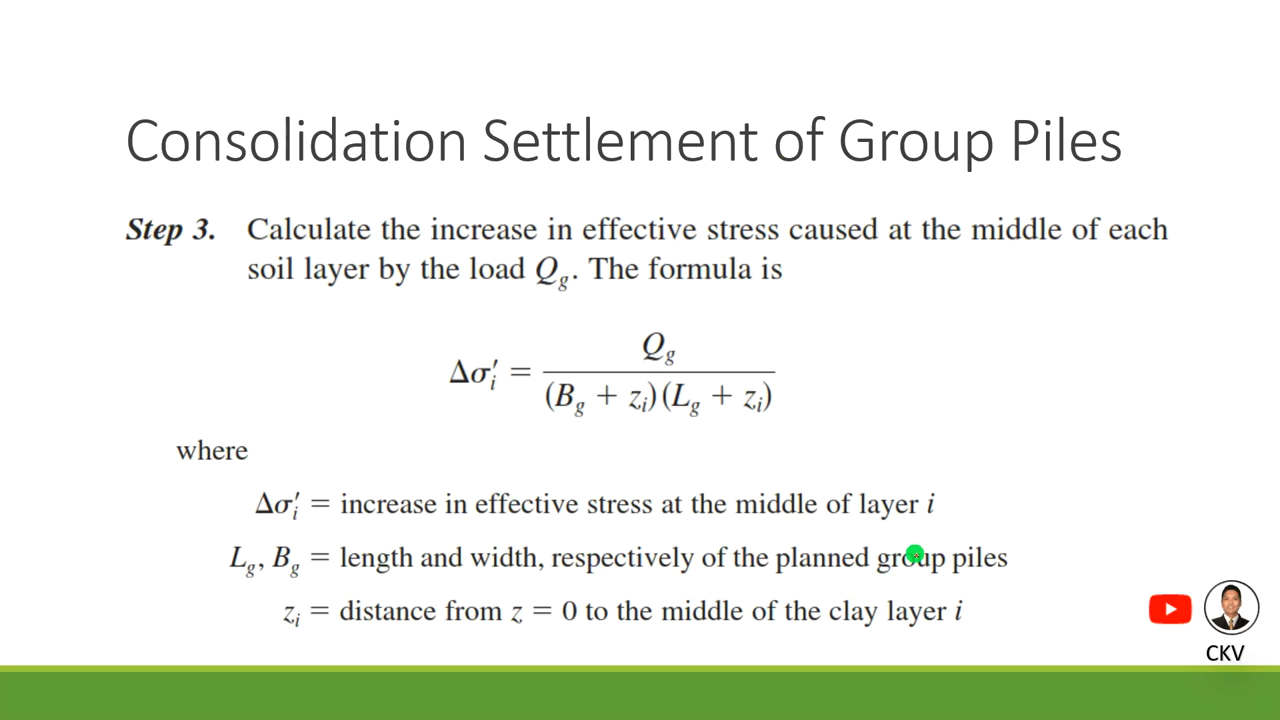 Consolidation Settlement of Group Piles
Step 3. Calculate the increase in effective stress caused at the middle of each
soil layer by the load Q_g. The formula is
Δσ′_i = Q_g / (B_g + z_i)(L_g + z_i)
where
Δσ′_i = increase in effective stress at the middle of layer i
L_g, B_g = length and width, respectively of the planned group piles
z_i = distance from z = 0 to the middle of the clay layer i
CKV